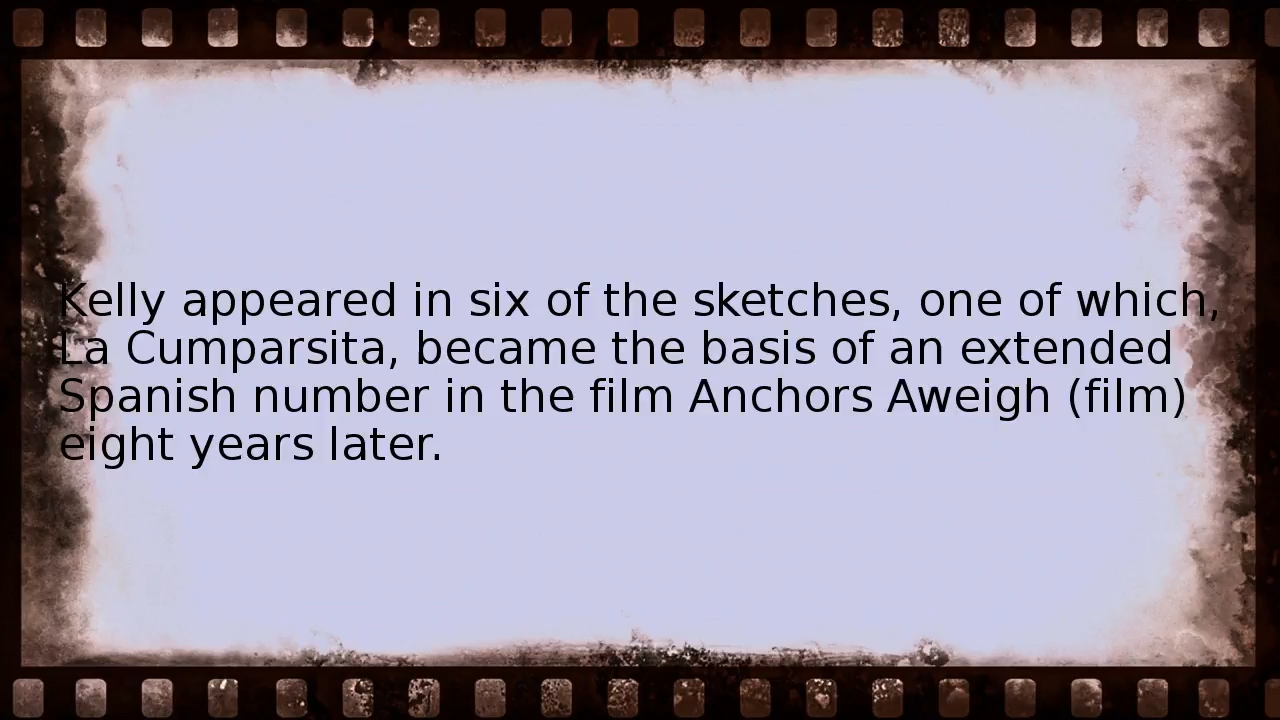 Kelly appeared in six of the sketches, one of which,
La Cumparsita, became the basis of an extended
Spanish number in the film Anchors Aweigh (film)
eight years later.